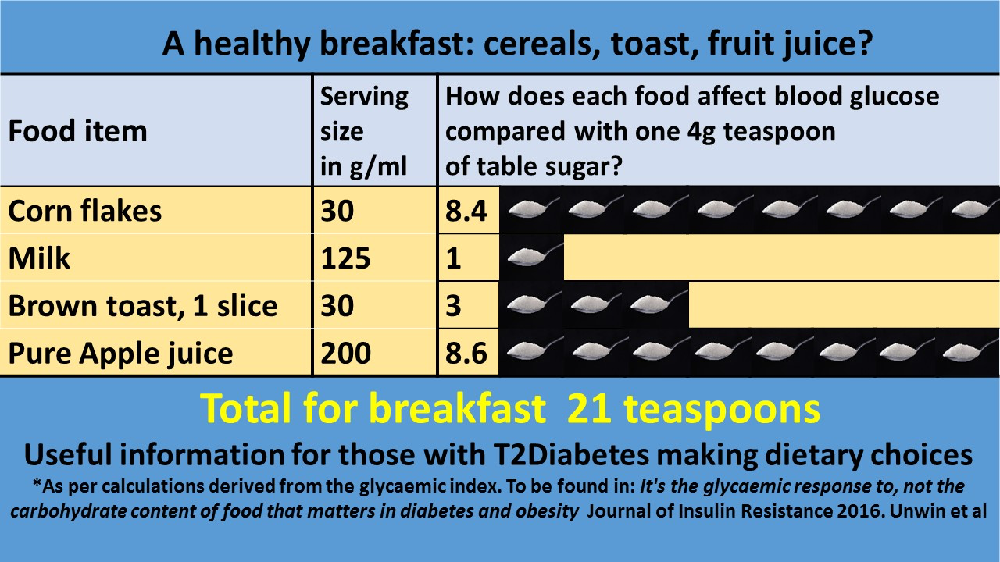 A healthy breakfast: cereals, toast, fruit juice?
Food item
Serving
size
in g/ml
How does each food affect blood glucose
compared with one 4g teaspoon
of table sugar?
Corn flakes 30 8.4
Milk 125 1
Brown toast, 1 slice 30 3
Pure Apple juice 200 8.6
Total for breakfast 21 teaspoons
Useful information for those with T2Diabetes making dietary choices
*As per calculations derived from the glycaemic index. To be found in: It's the glycaemic response to, not the
carbohydrate content of food that matters in diabetes and obesity Journal of Insulin Resistance 2016. Unwin et al